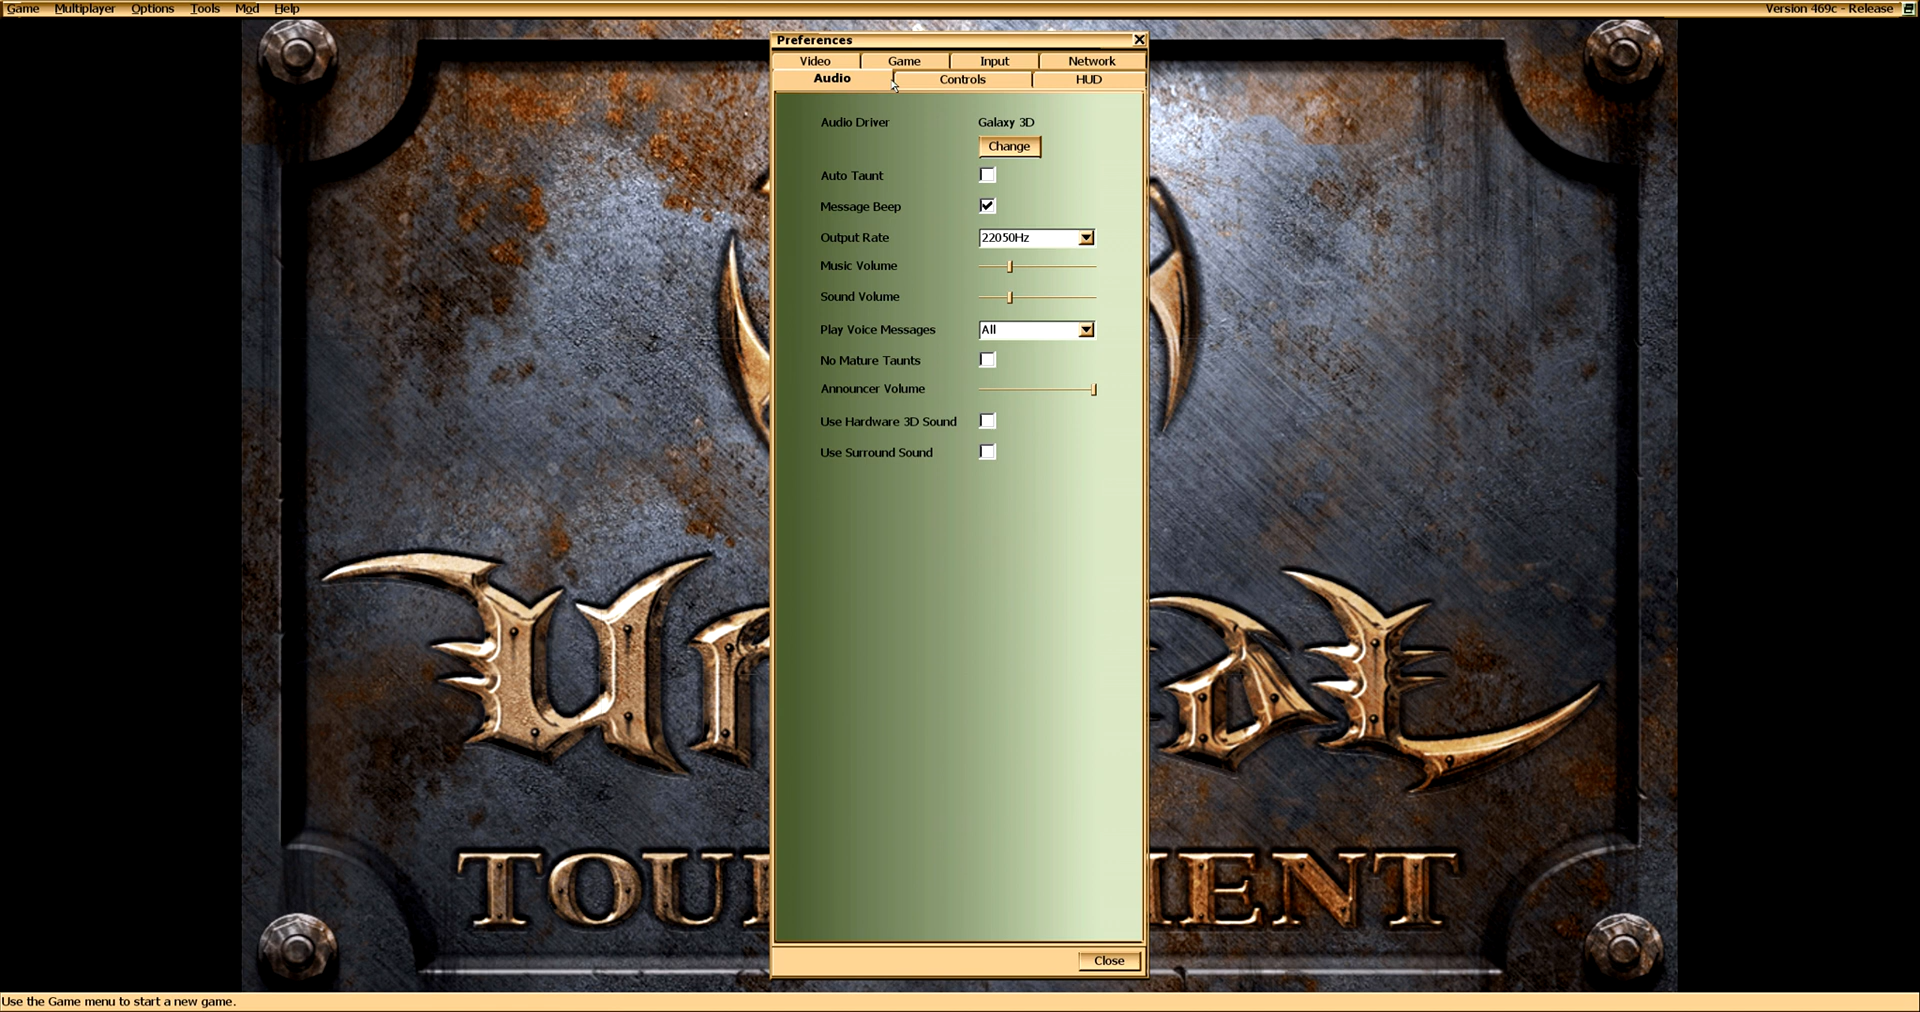 Game Multiplayer Options Tools Mod Help Version 469c - Release
Preferences
Video Game Input Network
Audio Controls HUD
Audio Driver Galaxy 3D
Change
Auto Taunt
Message Beep
Output Rate 22050Hz
Music Volume
Sound Volume
Play Voice Messages All
No Mature Taunts
Announcer Volume
Use Hardware 3D Sound
Use Surround Sound
Close
Use the Game menu to start a new game.